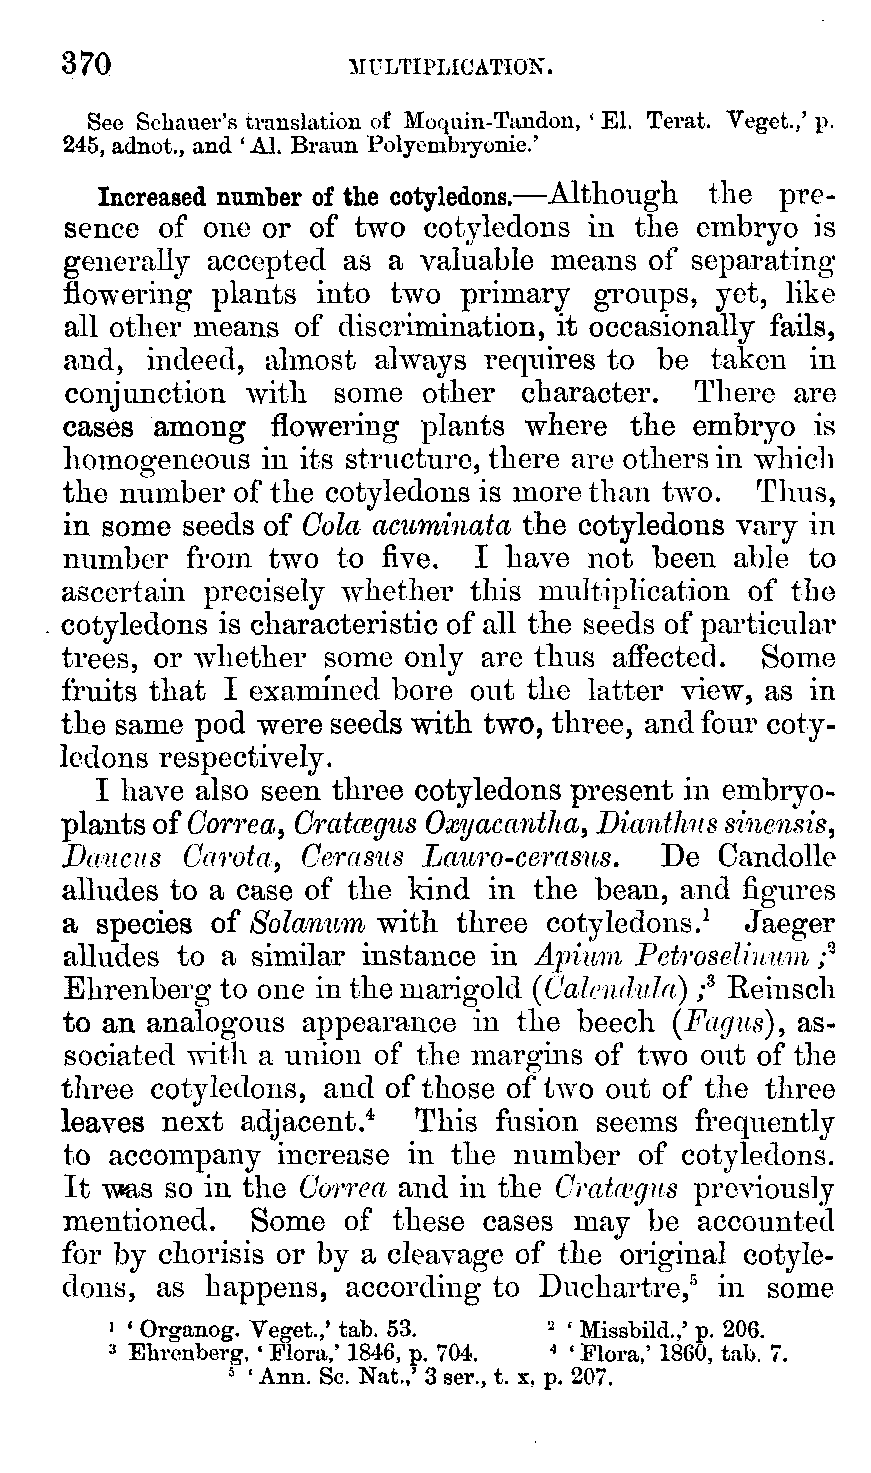 370 MULTIPLICATION.
See Schauer's translation of Moquin-Tandon, ' El. Terat. Veget.,' p.
245, adnot., and ' Al. Braun Polyembryonie.'
Increased number of the cotyledons.—Although the pre-
sence of one or of two cotyledons in the embryo is
generally accepted as a valuable means of separating
flowering plants into two primary groups, yet, like
all other means of discrimination, it occasionally fails,
and, indeed, almost always requires to be taken in
conjunction with some other character. There are
cases among flowering plants where the embryo is
homogeneous in its structure, there are others in which
the number of the cotyledons is more than two. Thus,
in some seeds of Cola acuminata the cotyledons vary in
number from two to five. I have not been able to
ascertain precisely whether this multiplication of the
cotyledons is characteristic of all the seeds of particular
trees, or whether some only are thus affected. Some
fruits that I examined bore out the latter view, as in
the same pod were seeds with two, three, and four coty-
ledons respectively.
I have also seen three cotyledons present in embryo-
plants of Correa, Cratægus Oxyacantha, Dianthus sinensis,
Daucus Carota, Cerasus Lauro-cerasus. De Candolle
alludes to a case of the kind in the bean, and figures
a species of Solanum with three cotyledons.¹ Jaeger
alludes to a similar instance in Apium Petroselinum ;²
Ehrenberg to one in the marigold (Calendula) ;³ Reinsch
to an analogous appearance in the beech (Fagus), as-
sociated with a union of the margins of two out of the
three cotyledons, and of those of two out of the three
leaves next adjacent.⁴ This fusion seems frequently
to accompany increase in the number of cotyledons.
It was so in the Correa and in the Cratægus previously
mentioned. Some of these cases may be accounted
for by chorisis or by a cleavage of the original cotyle-
dons, as happens, according to Duchartre,⁵ in some
¹ ' Organog. Veget.,' tab. 53. ² ' Missbild.,' p. 206.
³ Ehrenberg, ' Flora,' 1846, p. 704. ⁴ ' Flora,' 1860, tab. 7.
⁵ ' Ann. Sc. Nat.,' 3 ser., t. x, p. 207.